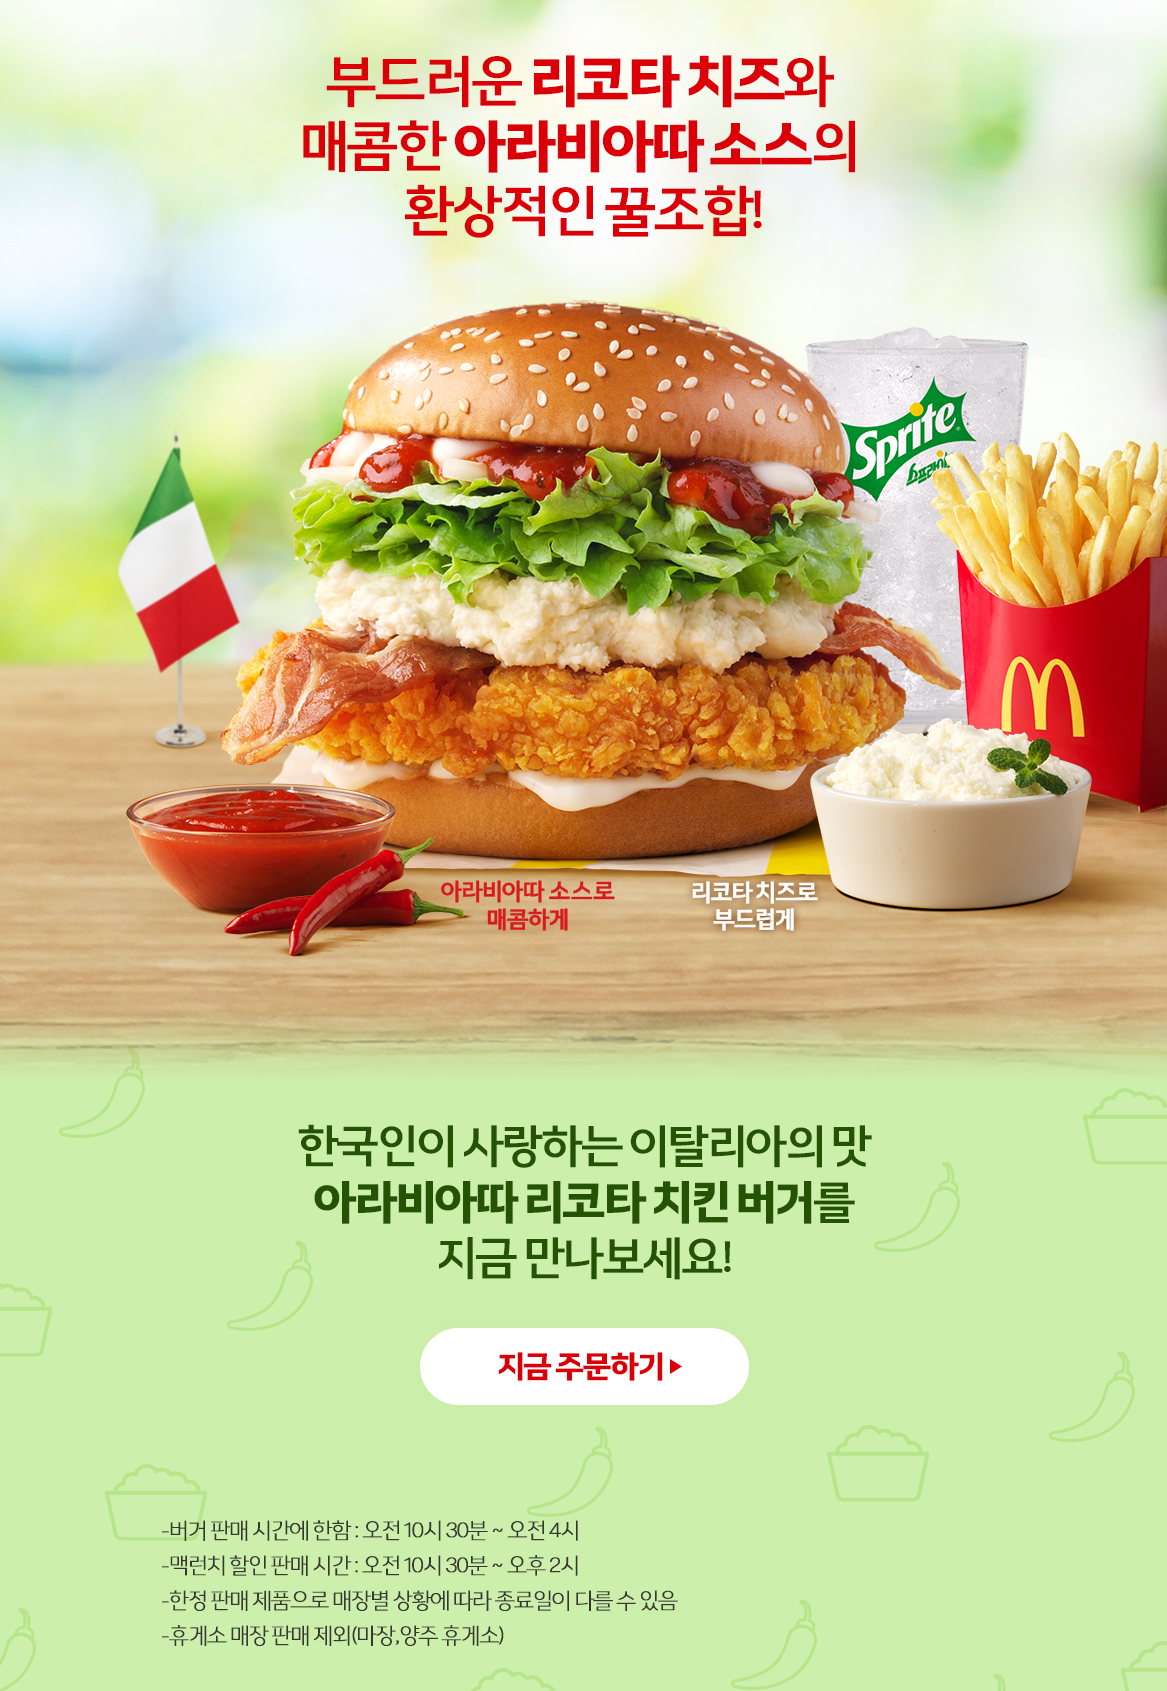 부드러운 리코타 치즈와
매콤한 아라비아따 소스의
환상적인 꿀조합!
Sprite
스프라이트
아라비아따 소스로
매콤하게
리코타 치즈로
부드럽게
한국인이 사랑하는 이탈리아의 맛
아라비아따 리코타 치킨 버거를
지금 만나보세요!
지금 주문하기▶
-버거 판매 시간에 한함 : 오전 10시 30분 ~ 오전 4시
-맥런치 할인 판매 시간 : 오전 10시 30분 ~ 오후 2시
-한정 판매 제품으로 매장별 상황에 따라 종료일이 다를 수 있음
-휴게소 매장 판매 제외(마장,양주 휴게소)